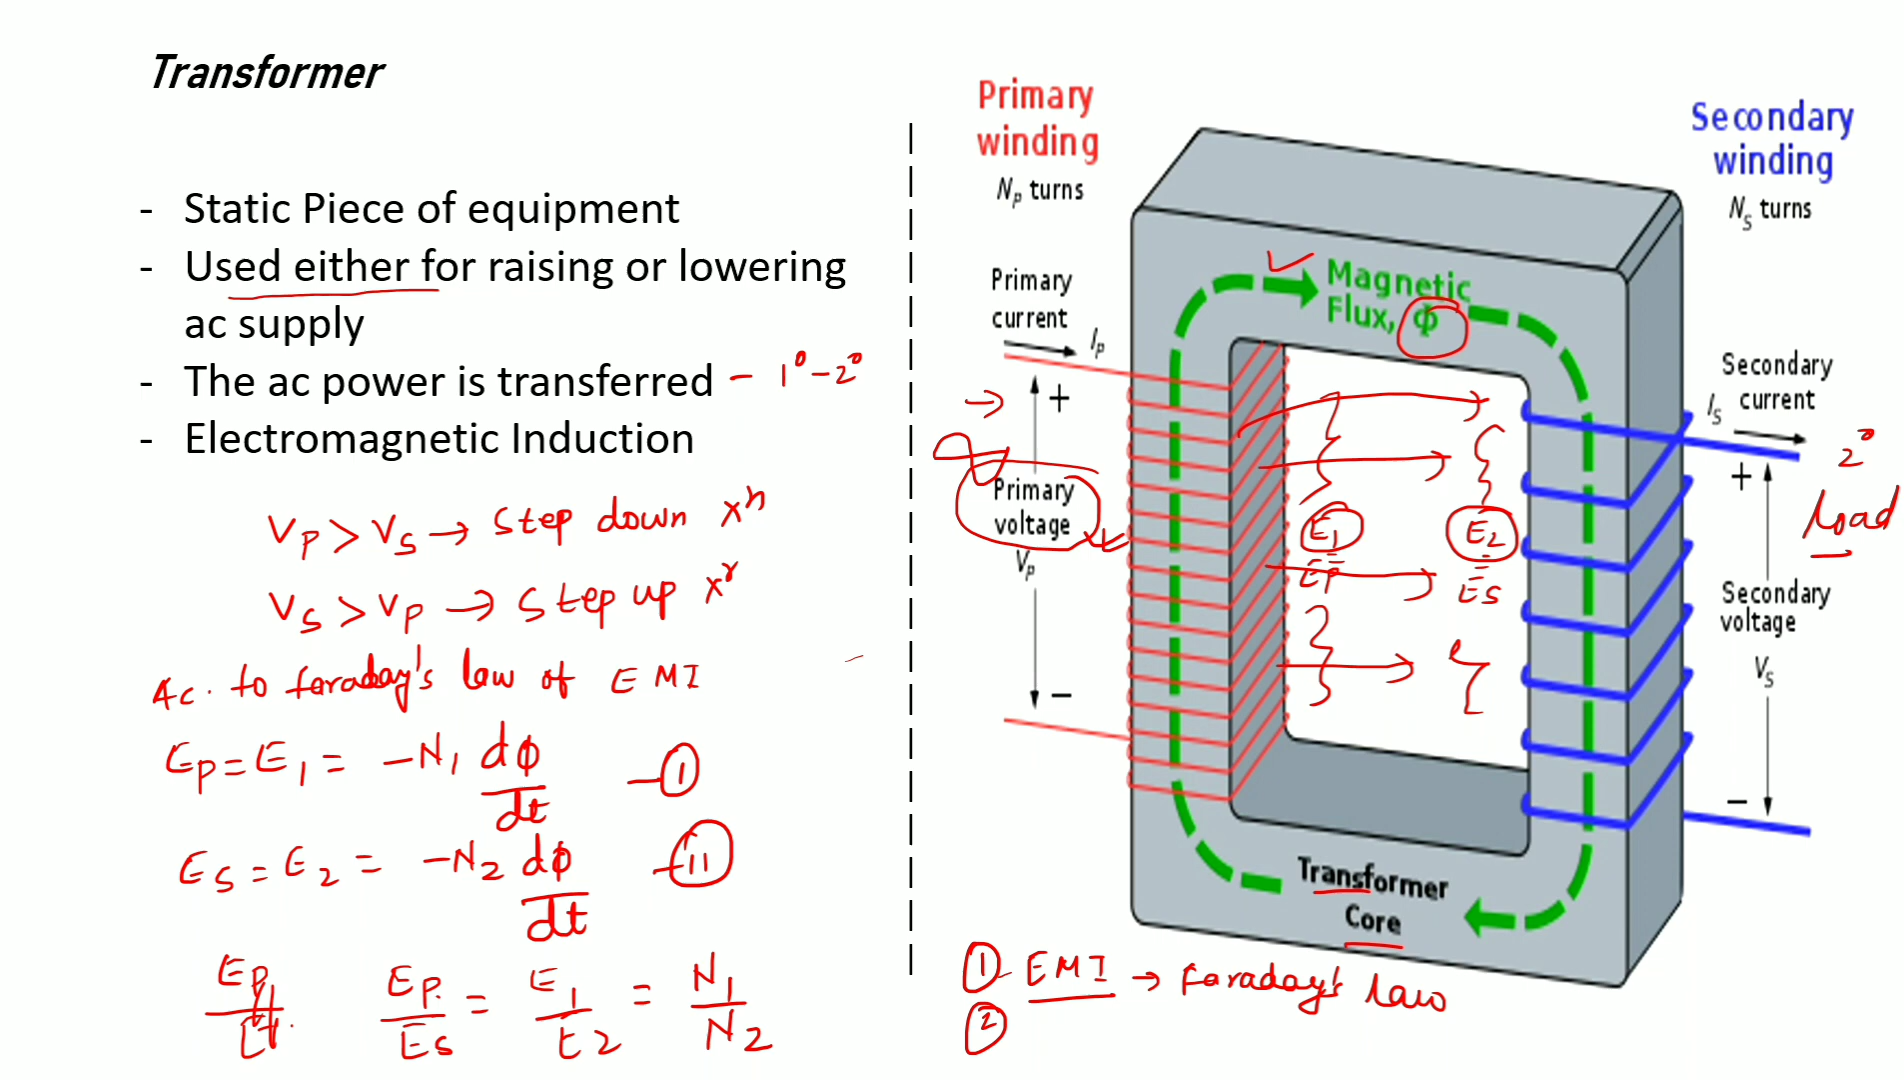 Transformer
- Static Piece of equipment
- Used either for raising or lowering
ac supply
- The ac power is transferred - 1° - 2°
- Electromagnetic Induction
VP > VS → Step down xʳ
VS > VP → Step up xʳ
Ac. to faraday's law of EMI
EP = E1 = -N1 dϕ/dt -①
ES = E2 = -N2 dϕ/dt -⑪
EP/ES = E1/E2 = N1/N2
Primary
winding
NP turns
Primary
current
IP
+
Primary
voltage
VP
−
Magnetic
Flux, Φ
E1
EP
E2
ES
Transformer
Core
Secondary
winding
NS turns
Secondary
current
IS
2°
Load
+
Secondary
voltage
VS
−
① - EMI → Faraday's Law
②